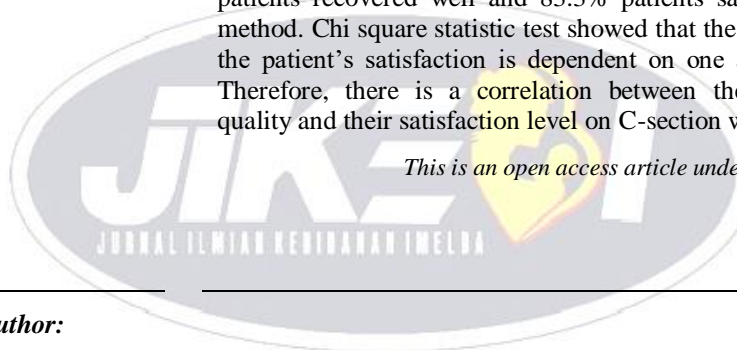 patients recovered well and 83.3% patients sa
method. Chi square statistic test showed that the
the patient's satisfaction is dependent on one
Therefore, there is a correlation between the
quality and their satisfaction level on C-section w
This is an open access article unde
JIKEI
JURNAL ILMIAH KEBIDANAN IMELDA
uthor: